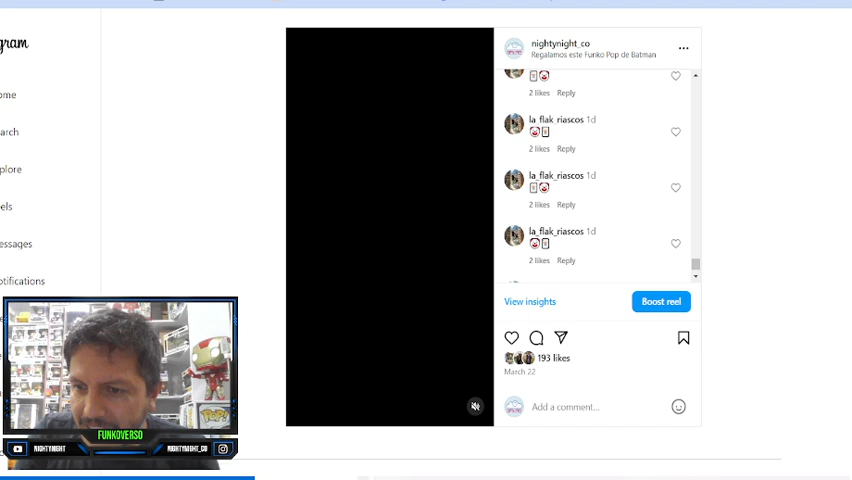 gram
ome
arch
plore
els
essages
otifications
nightynight_co
Regalamos este Funko Pop de Batman
2 likes Reply
la_flak_riascos 1d
2 likes Reply
la_flak_riascos 1d
2 likes Reply
la_flak_riascos 1d
2 likes Reply
View insights
Boost reel
193 likes
March 22
Add a comment...
POP!
FUNKOVERSO
NIGHTYNIGHT
NIGHTYNIGHT_CO